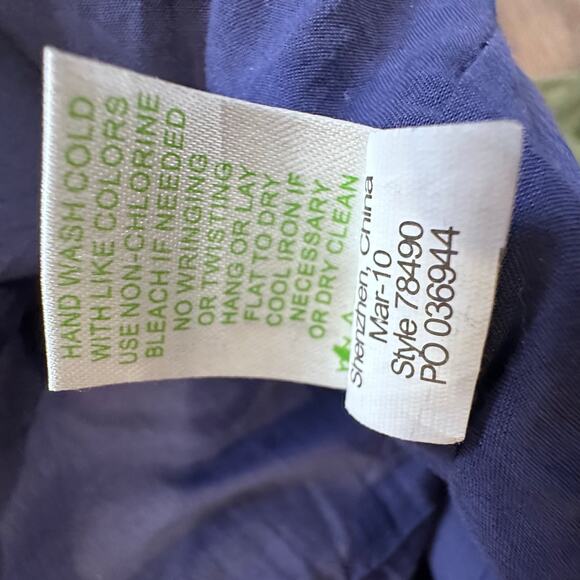 HAND WASH COLD
WITH LIKE COLORS
USE NON-CHLORINE
BLEACH IF NEEDED
NO WRINGING
OR TWISTING
HANG OR LAY
FLAT TO DRY
COOL IRON IF
NECESSARY
OR DRY CLEAN
Shenzhen, China
Mar-10
Style 78490
PO 036944